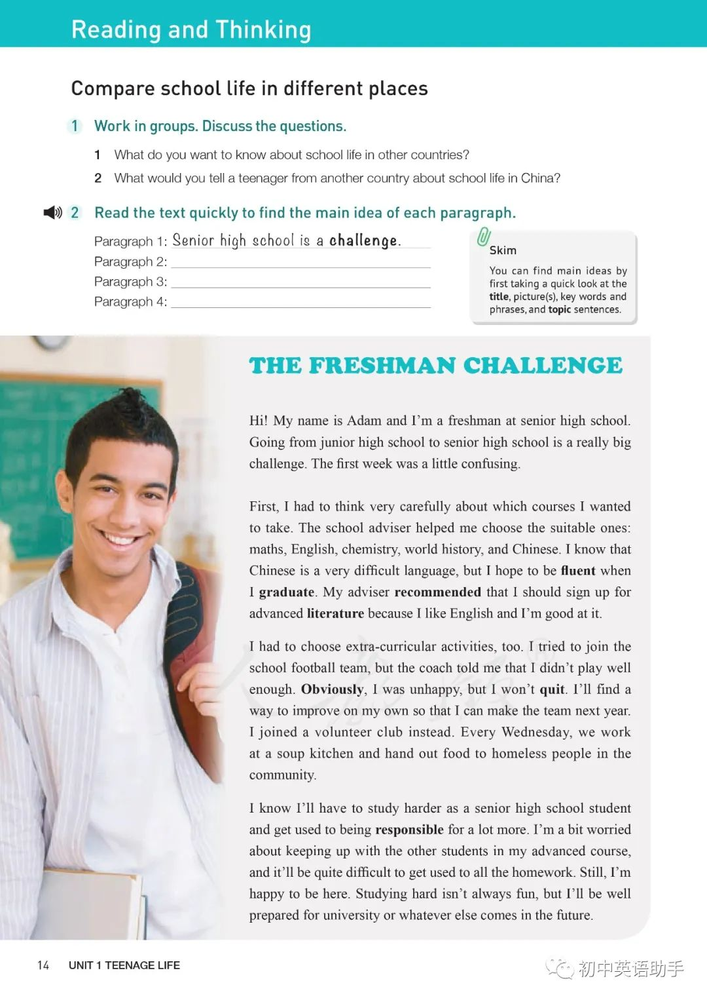 Reading and Thinking
Compare school life in different places
1 Work in groups. Discuss the questions.
1 What do you want to know about school life in other countries?
2 What would you tell a teenager from another country about school life in China?
2 Read the text quickly to find the main idea of each paragraph.
Paragraph 1: Senior high school is a challenge.
Paragraph 2:
Paragraph 3:
Paragraph 4:
Skim
You can find main ideas by
first taking a quick look at the
title, picture(s), key words and
phrases, and topic sentences.
THE FRESHMAN CHALLENGE
Hi! My name is Adam and I'm a freshman at senior high school.
Going from junior high school to senior high school is a really big
challenge. The first week was a little confusing.
First, I had to think very carefully about which courses I wanted
to take. The school adviser helped me choose the suitable ones:
maths, English, chemistry, world history, and Chinese. I know that
Chinese is a very difficult language, but I hope to be fluent when
I graduate. My adviser recommended that I should sign up for
advanced literature because I like English and I'm good at it.
I had to choose extra-curricular activities, too. I tried to join the
school football team, but the coach told me that I didn't play well
enough. Obviously, I was unhappy, but I won't quit. I'll find a
way to improve on my own so that I can make the team next year.
I joined a volunteer club instead. Every Wednesday, we work
at a soup kitchen and hand out food to homeless people in the
community.
I know I'll have to study harder as a senior high school student
and get used to being responsible for a lot more. I'm a bit worried
about keeping up with the other students in my advanced course,
and it'll be quite difficult to get used to all the homework. Still, I'm
happy to be here. Studying hard isn't always fun, but I'll be well
prepared for university or whatever else comes in the future.
人教版®
14 UNIT 1 TEENAGE LIFE
初中英语助手